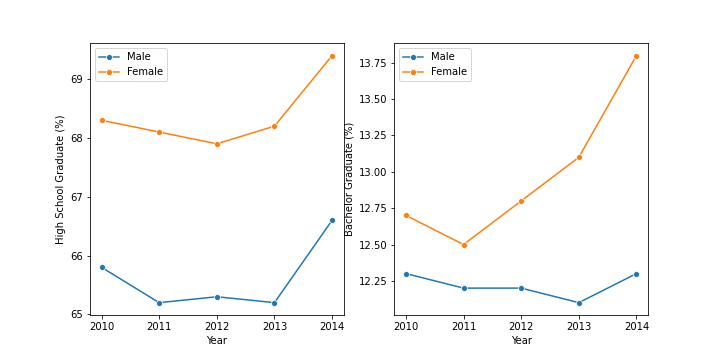 Male
Female
High School Graduate (%)
69
68
67
66
65
2010 2011 2012 2013 2014
Year
Male
Female
Bachelor Graduate (%)
13.75
13.50
13.25
13.00
12.75
12.50
12.25
2010 2011 2012 2013 2014
Year